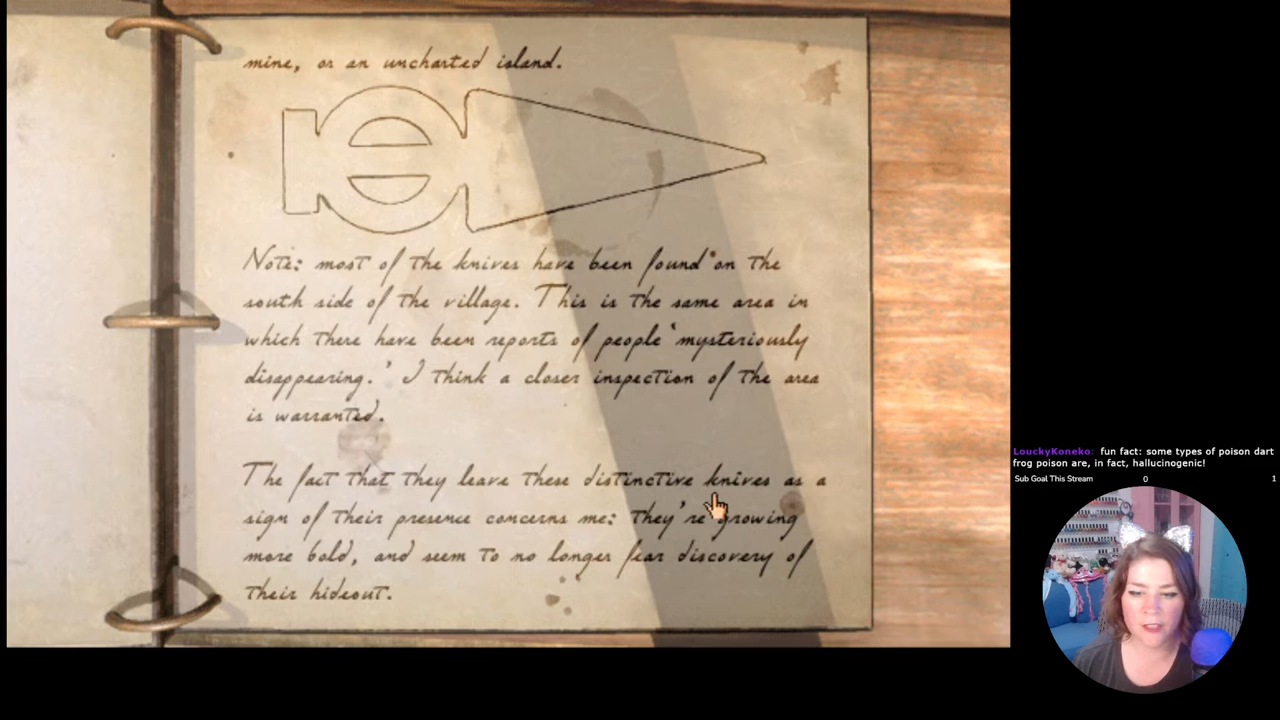 mine, or an uncharted island.
Note: most of the knives have been found on the
south side of the village. This is the same area in
which there have been reports of people 'mysteriously
disappearing.' I think a closer inspection of the area
is warranted.
The fact that they leave these distinctive knives as a
sign of their presence concerns me: they're growing
more bold, and seem to no longer fear discovery of
their hideout.
LouckyKoneko: fun fact: some types of poison dart
frog poison are, in fact, hallucinogenic!
Sub Goal This Stream 0 1